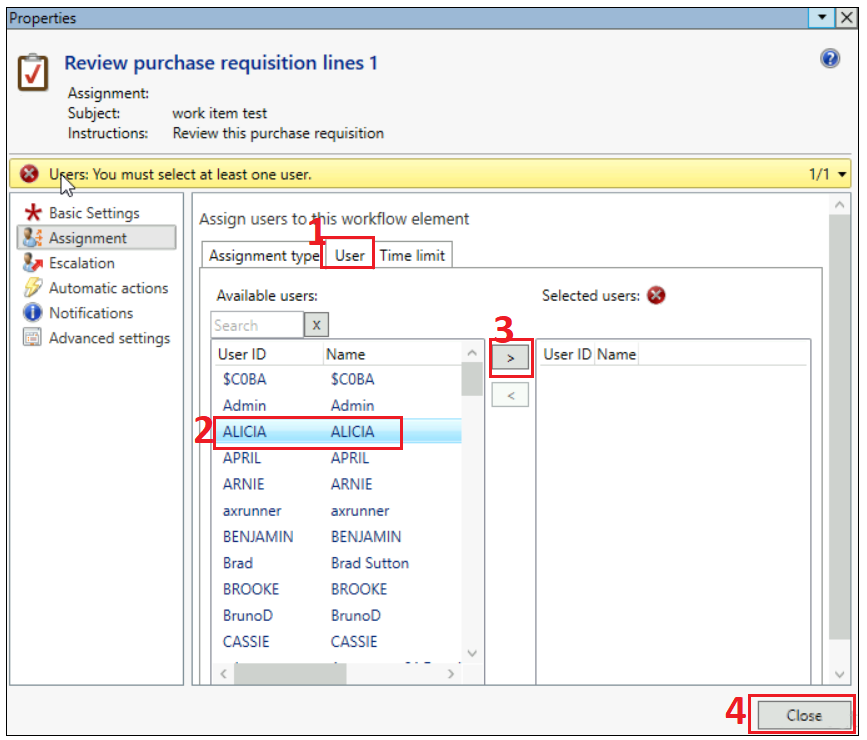 Properties
Review purchase requisition lines 1
Assignment:
Subject: work item test
Instructions: Review this purchase requisition
Users: You must select at least one user. 1/1
Basic Settings
Assignment
Escalation
Automatic actions
Notifications
Advanced settings
Assign users to this workflow element
1
Assignment type User Time limit
Available users: Selected users:
Search X
3
User ID Name > User ID Name
<
$C0BA $C0BA
Admin Admin
2 ALICIA ALICIA
APRIL APRIL
ARNIE ARNIE
axrunner axrunner
BENJAMIN BENJAMIN
Brad Brad Sutton
BROOKE BROOKE
BrunoD BrunoD
CASSIE CASSIE
4 Close